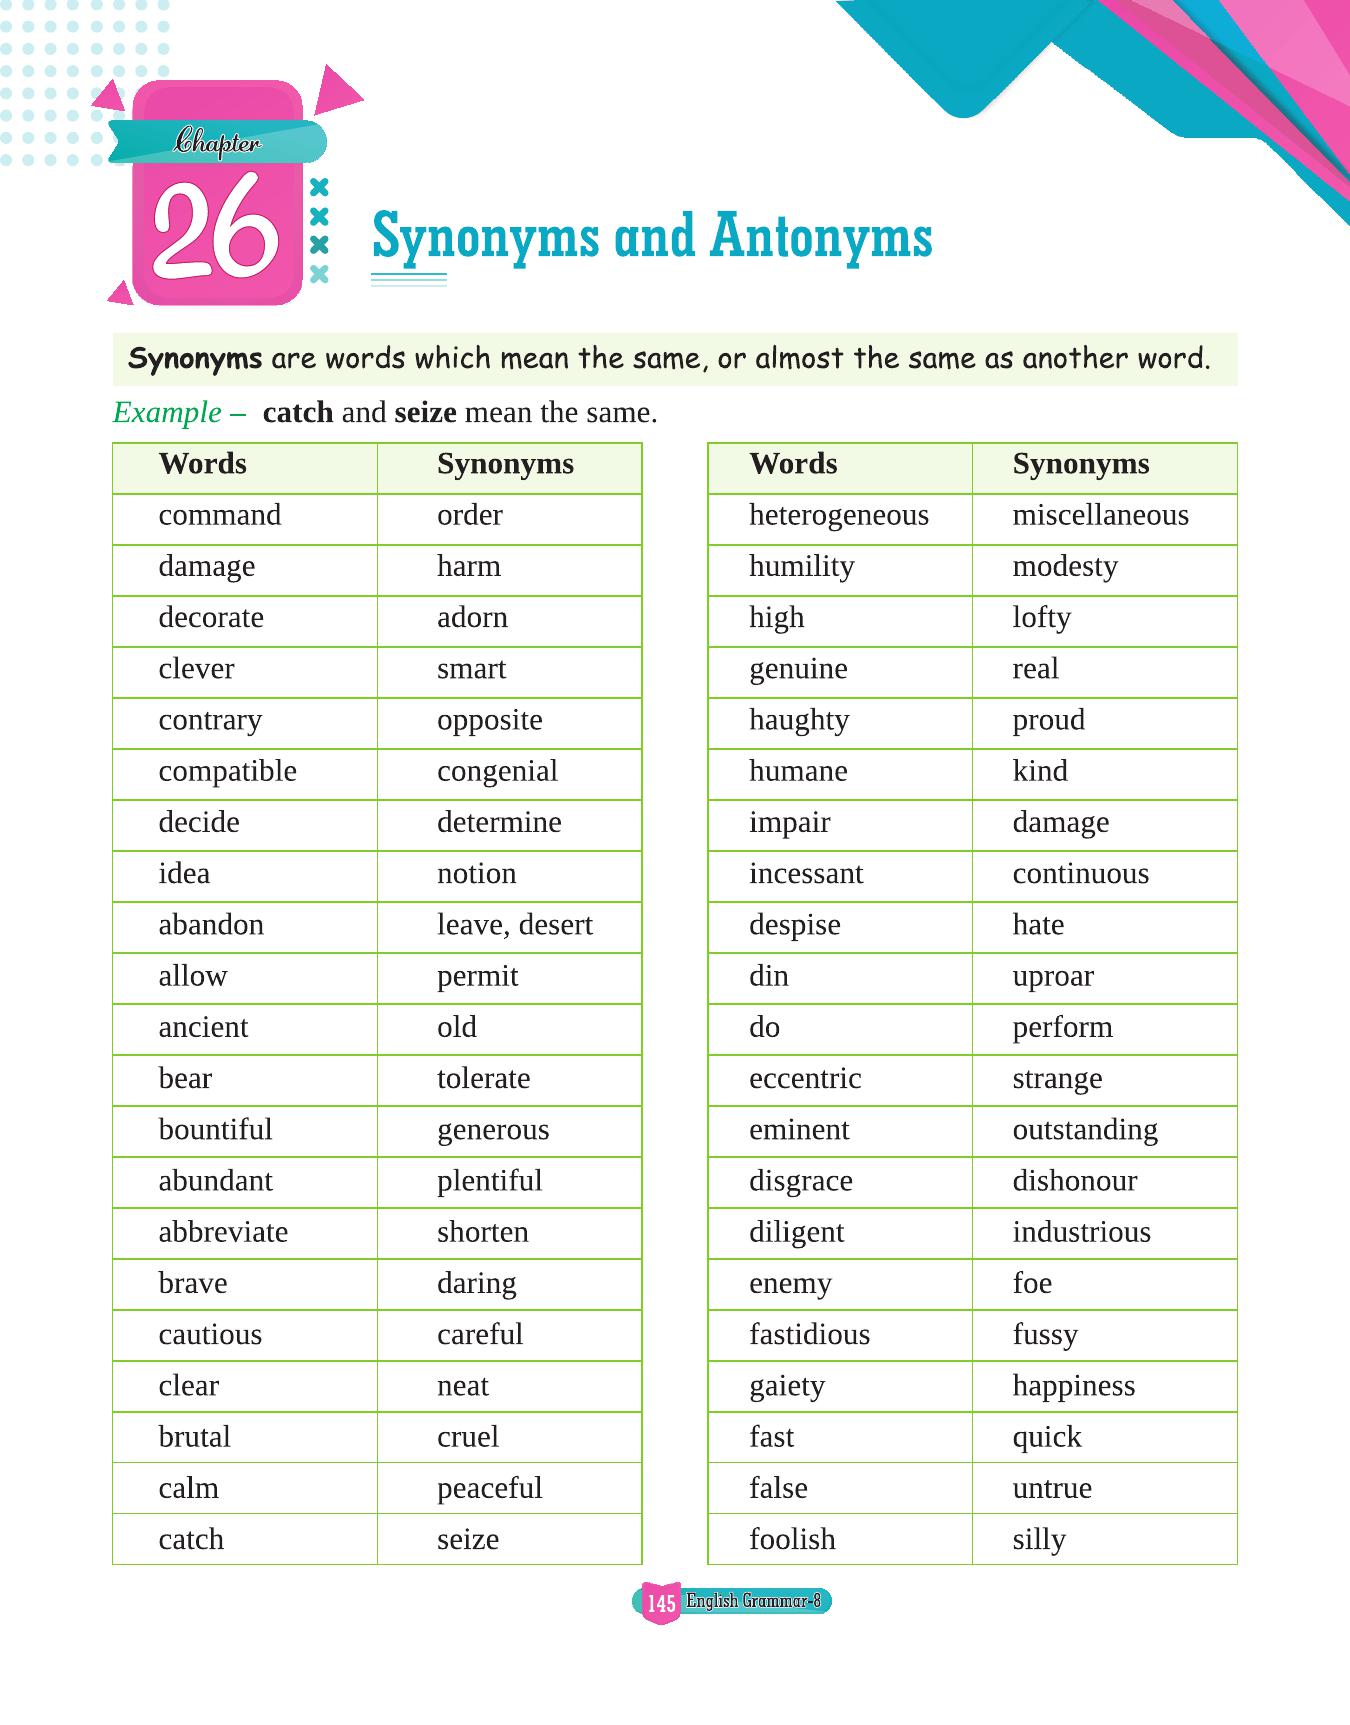 Chapter
26
Synonyms and Antonyms
Synonyms are words which mean the same, or almost the same as another word.
Example – catch and seize mean the same.
Words Synonyms
command order
damage harm
decorate adorn
clever smart
contrary opposite
compatible congenial
decide determine
idea notion
abandon leave, desert
allow permit
ancient old
bear tolerate
bountiful generous
abundant plentiful
abbreviate shorten
brave daring
cautious careful
clear neat
brutal cruel
calm peaceful
catch seize
Words Synonyms
heterogeneous miscellaneous
humility modesty
high lofty
genuine real
haughty proud
humane kind
impair damage
incessant continuous
despise hate
din uproar
do perform
eccentric strange
eminent outstanding
disgrace dishonour
diligent industrious
enemy foe
fastidious fussy
gaiety happiness
fast quick
false untrue
foolish silly
145 English Grammar-8